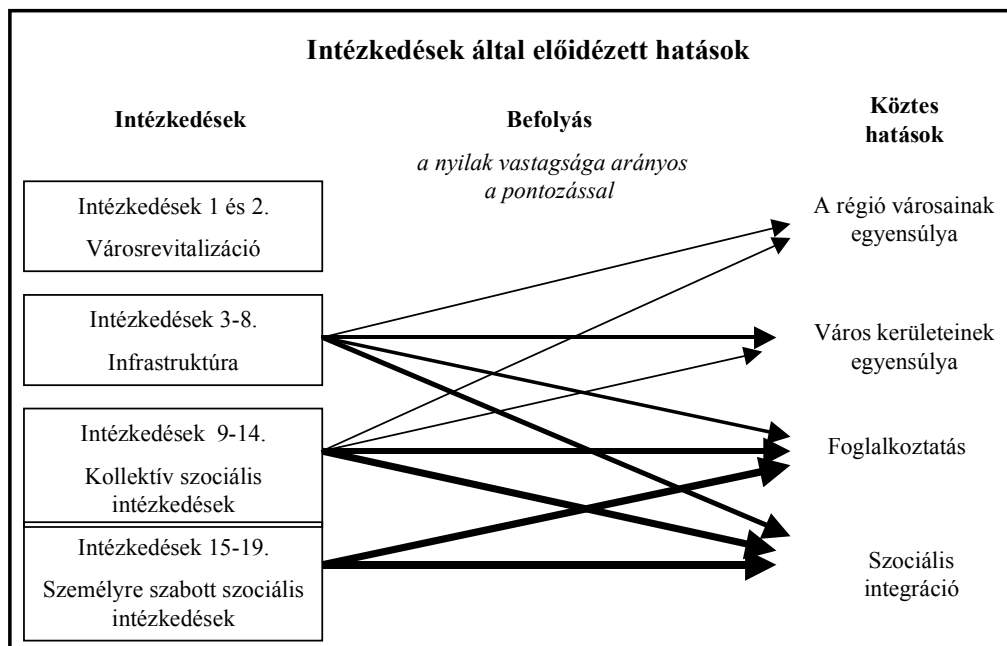 Intézkedések által előidézett hatások
Intézkedések
Befolyás
Köztes
hatások
a nyilak vastagsága arányos
a pontozással
Intézkedések 1 és 2.
Városrevitalizáció
A régió városainak
egyensúlya
Intézkedések 3-8.
Infrastruktúra
Város kerületeinek
egyensúlya
Intézkedések 9-14.
Kollektív szociális
intézkedések
Foglalkoztatás
Intézkedések 15-19.
Személyre szabott szociális
intézkedések
Szociális
integráció